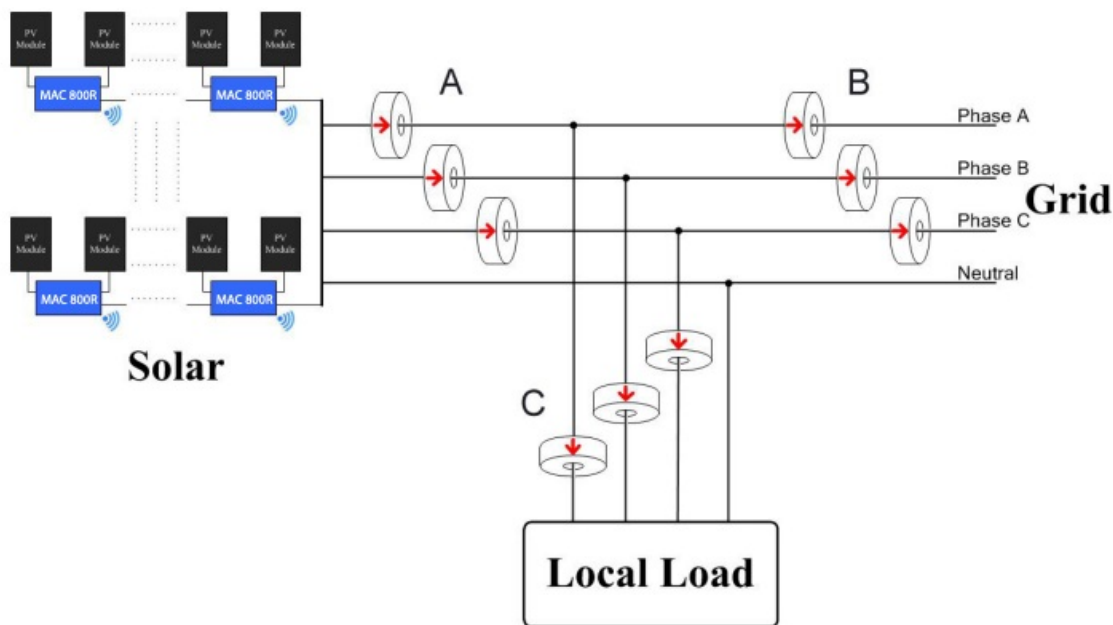 PV
Module
PV
Module
PV
Module
PV
Module
MAC 800R
MAC 800R
A
B
Phase A
Phase B
Phase C
Grid
Neutral
PV
Module
PV
Module
PV
Module
PV
Module
MAC 800R
MAC 800R
Solar
C
Local Load